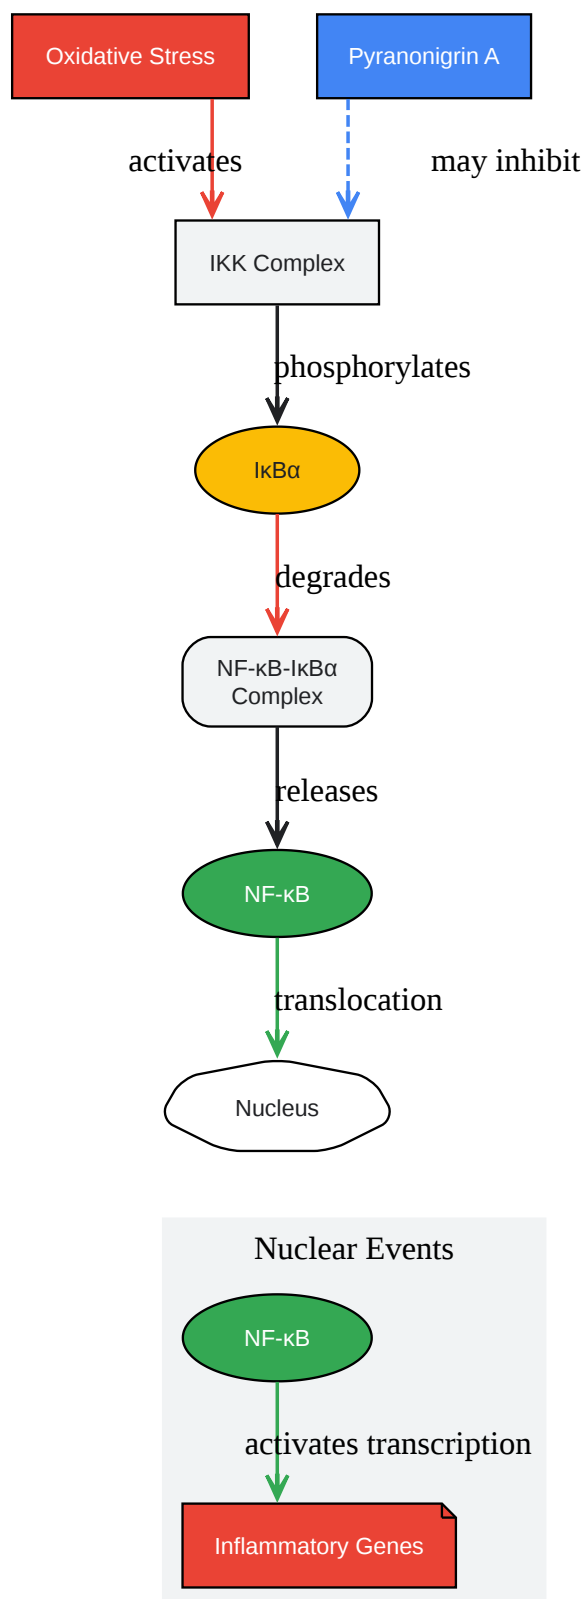 Oxidative Stress
Pyranonigrin A
activates
may inhibit
IKK Complex
phosphorylates
IκBα
degrades
NF-κB-IκBα
Complex
releases
NF-κB
translocation
Nucleus
Nuclear Events
NF-κB
activates transcription
Inflammatory Genes